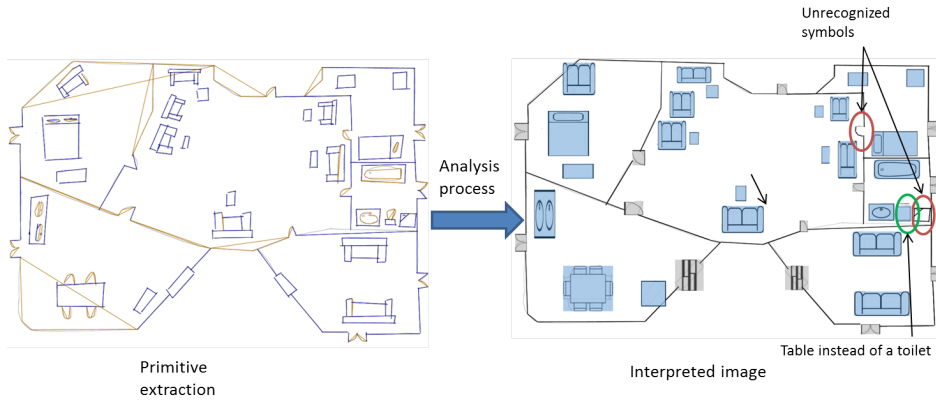 Unrecognized
symbols
Analysis
process
Table instead of a toilet
Primitive
extraction
Interpreted image